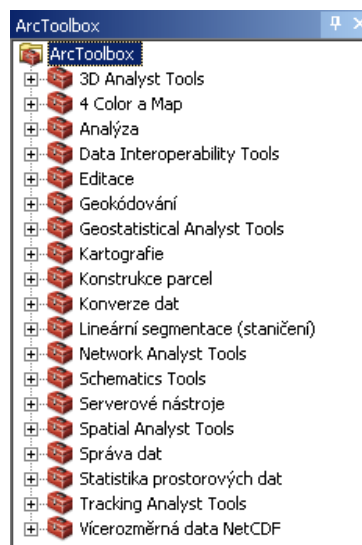 ArcToolbox
ArcToolbox
3D Analyst Tools
4 Color a Map
Analýza
Data Interoperability Tools
Editace
Geokódování
Geostatistical Analyst Tools
Kartografie
Konstrukce parcel
Konverze dat
Lineární segmentace (staničení)
Network Analyst Tools
Schematics Tools
Serverové nástroje
Spatial Analyst Tools
Správa dat
Statistika prostorových dat
Tracking Analyst Tools
Vícerozměrná data NetCDF